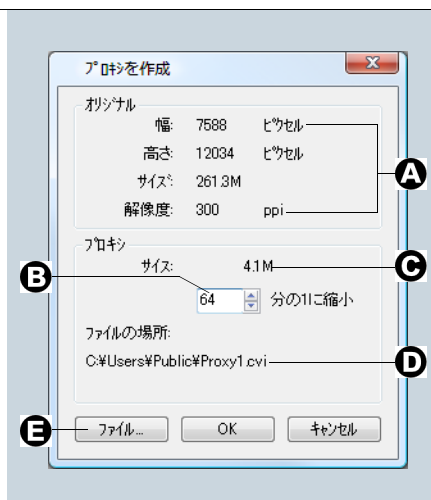 プロキシを作成
オリジナル
幅: 7588 ピクセル
高さ: 12034 ピクセル
A
サイズ: 261.3M
解像度: 300 ppi
プロキシ
サイズ: 4.1M
C
B
64 分の1に縮小
ファイルの場所:
C:¥Users¥Public¥Proxy1.cvi
D
E
ファイル... OK キャンセル